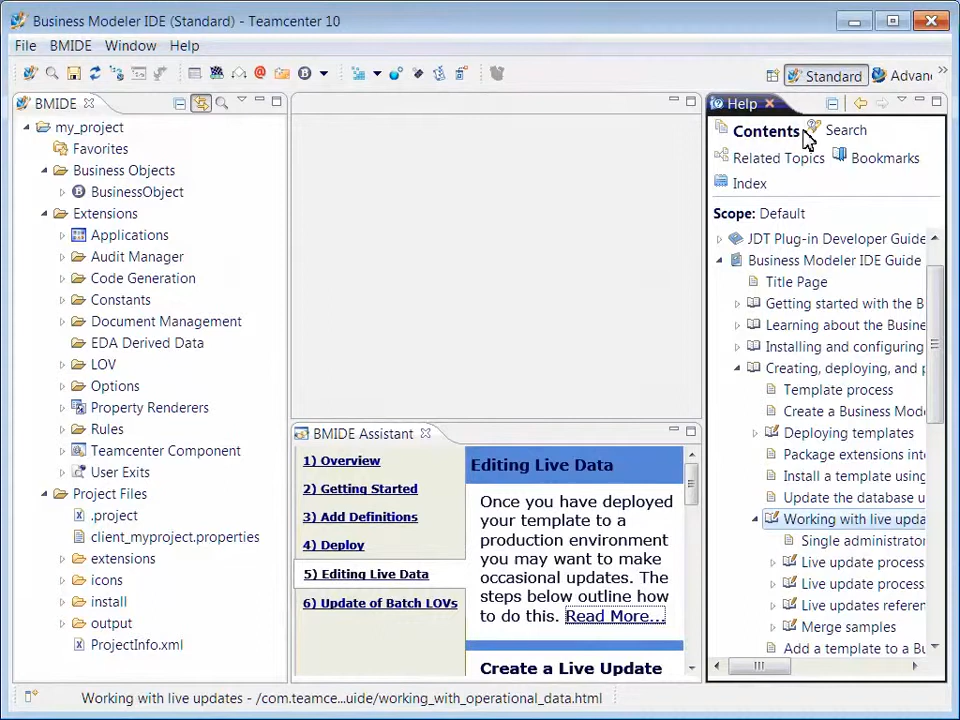 Business Modeler IDE (Standard) - Teamcenter 10
File BMIDE Window Help
Standard Advanc
BMIDE
my_project
Favorites
Business Objects
BusinessObject
Extensions
Applications
Audit Manager
Code Generation
Constants
Document Management
EDA Derived Data
LOV
Options
Property Renderers
Rules
Teamcenter Component
User Exits
Project Files
.project
client_myproject.properties
extensions
icons
install
output
ProjectInfo.xml
BMIDE Assistant
1) Overview
2) Getting Started
3) Add Definitions
4) Deploy
5) Editing Live Data
6) Update of Batch LOVs
Editing Live Data
Once you have deployed
your template to a
production environment
you may want to make
occasional updates. The
steps below outline how
to do this. Read More...
Create a Live Update
Help
Contents Search
Related Topics Bookmarks
Index
Scope: Default
JDT Plug-in Developer Guide
Business Modeler IDE Guide
Title Page
Getting started with the B
Learning about the Busine
Installing and configuring
Creating, deploying, and p
Template process
Create a Business Mod
Deploying templates
Package extensions int
Install a template using
Update the database u
Working with live upda
Single administrator
Live update process
Live update process
Live updates referen
Merge samples
Add a template to a Bu
Working with live updates - /com.teamce...uide/working_with_operational_data.html